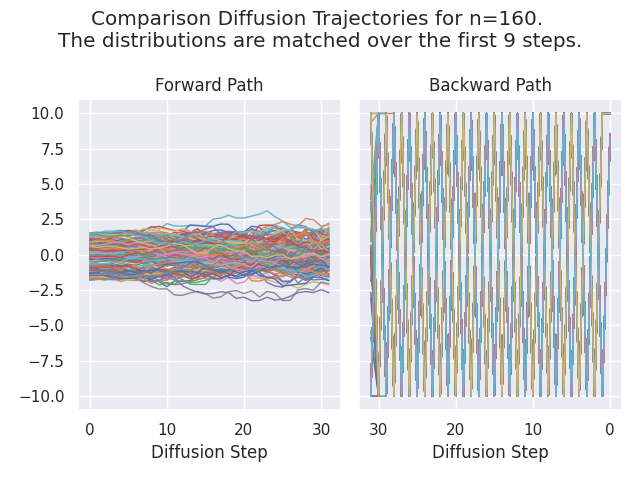 Comparison Diffusion Trajectories for n=160.
The distributions are matched over the first 9 steps.
Forward Path
Backward Path
10.0
7.5
5.0
2.5
0.0
−2.5
−5.0
−7.5
−10.0
0 10 20 30
30 20 10 0
Diffusion Step
Diffusion Step